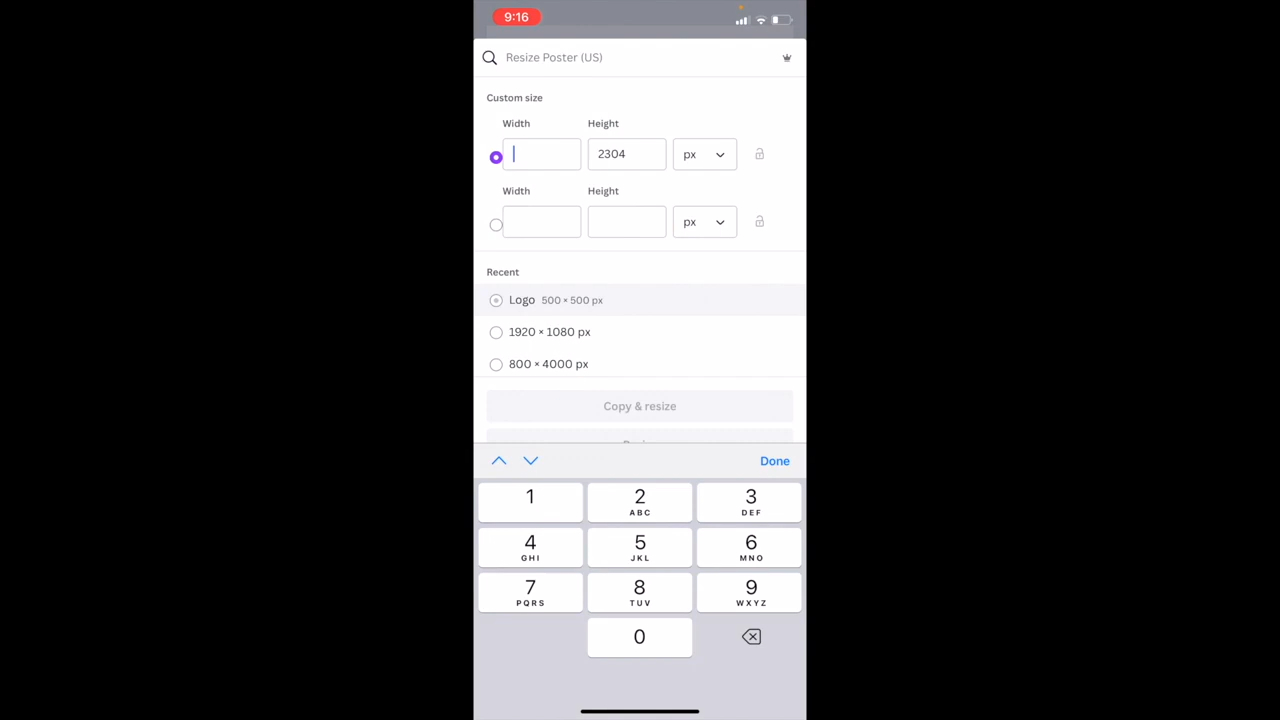 9:16
Resize Poster (US)
Custom size
Width Height
2304 px
Width Height
px
Recent
Logo 500 × 500 px
1920 × 1080 px
800 × 4000 px
Copy & resize
Done
1 2 3
ABC DEF
4 5 6
GHI JKL MNO
7 8 9
PQRS TUV WXYZ
0